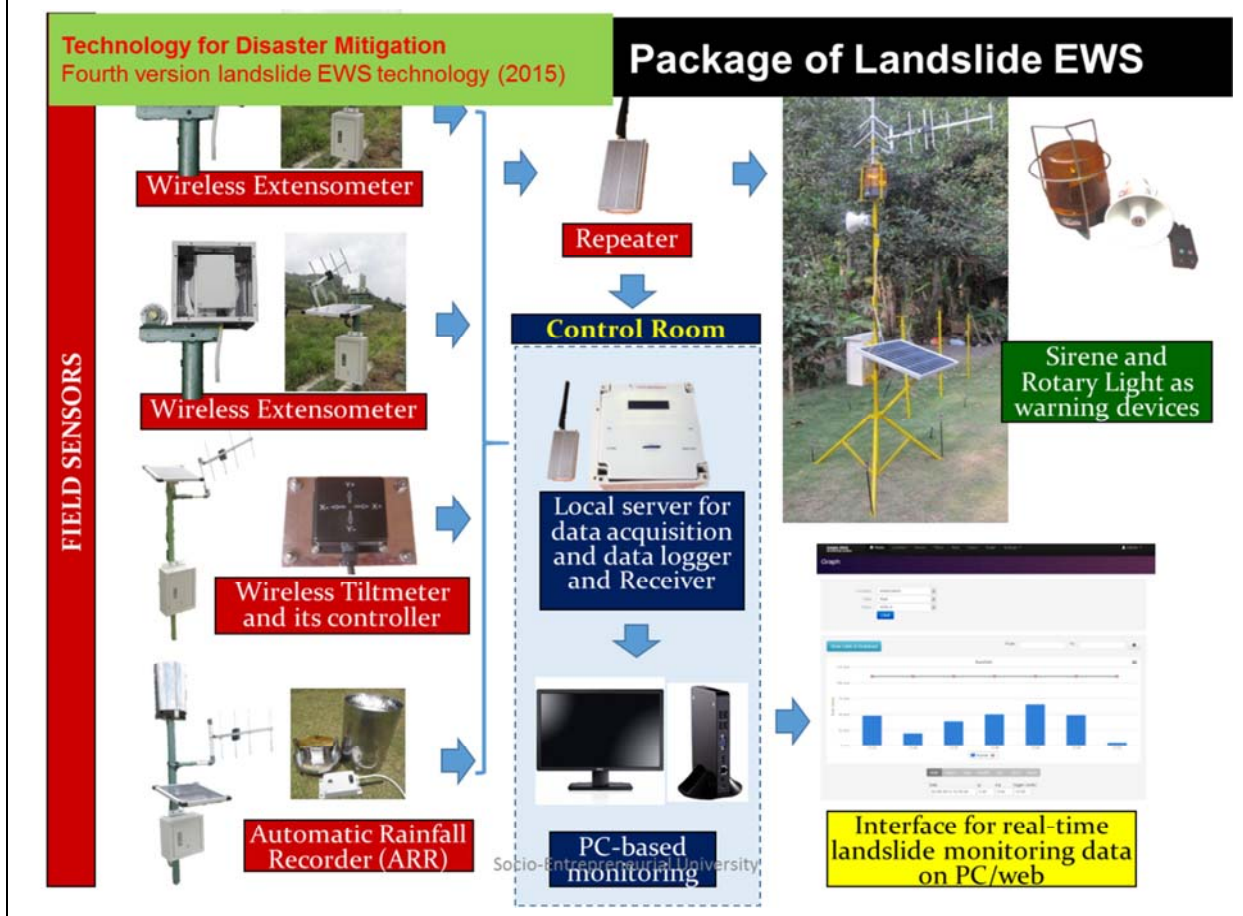 Technology for Disaster Mitigation
Fourth version landslide EWS technology (2015)
Package of Landslide EWS
FIELD SENSORS
Wireless Extensometer
Repeater
Wireless Extensometer
Control Room
Sirene and
Rotary Light as
warning devices
Local server for
data acquisition
and data logger
and Receiver
Wireless Tiltmeter
and its controller
Graph
Automatic Rainfall
Recorder (ARR)
PC-based
monitoring
Socio-Entrepreneurial University
Interface for real-time
landslide monitoring data
on PC/web